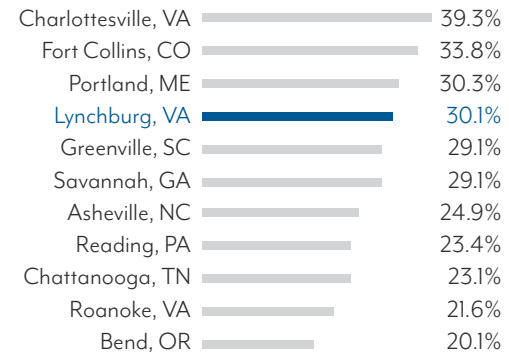 Charlottesville, VA 39.3%
Fort Collins, CO 33.8%
Portland, ME 30.3%
Lynchburg, VA 30.1%
Greenville, SC 29.1%
Savannah, GA 29.1%
Asheville, NC 24.9%
Reading, PA 23.4%
Chattanooga, TN 23.1%
Roanoke, VA 21.6%
Bend, OR 20.1%